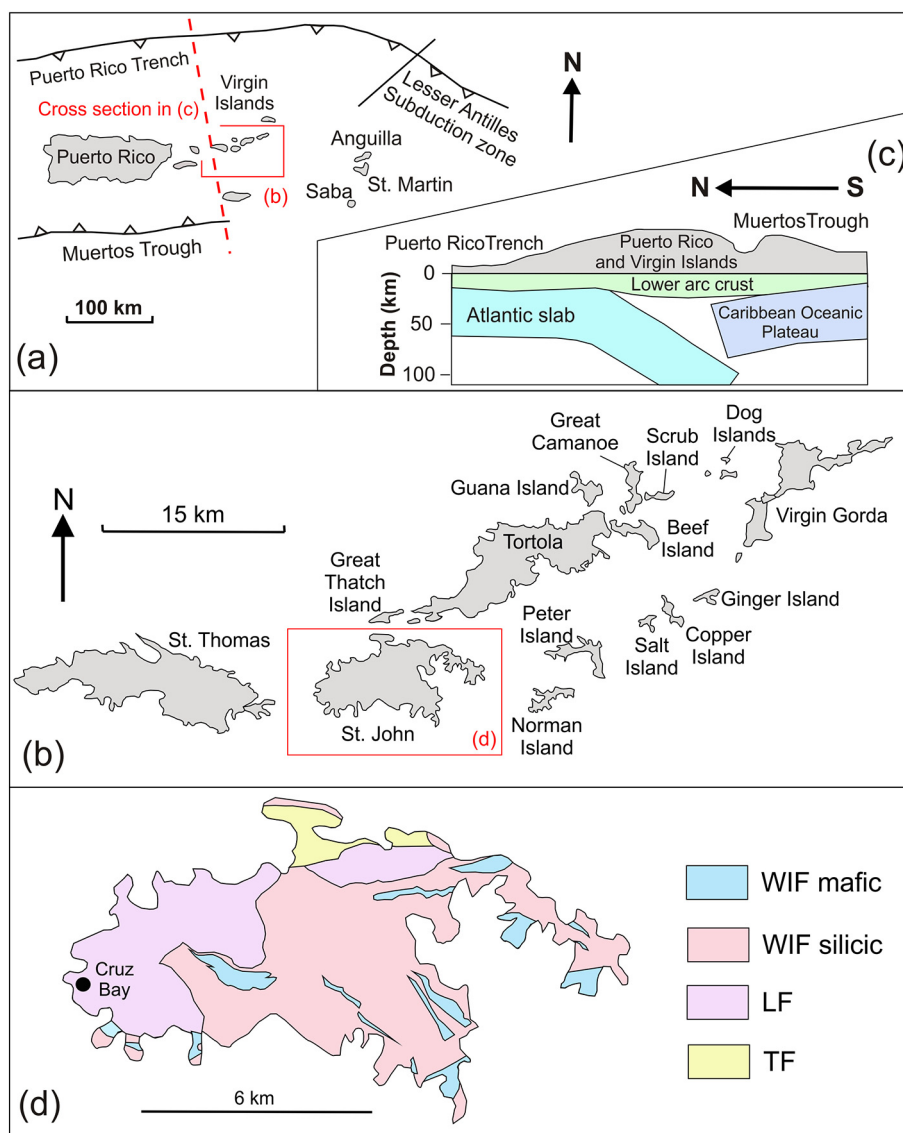 (a)
Puerto Rico Trench
Virgin
Islands
Cross section in (c)
Puerto Rico
(b)
Muertos Trough
100 km
Lesser Antilles
Subduction zone
Anguilla
St. Martin
Saba
N
(c)
N
S
MuertosTrough
Puerto RicoTrench
Puerto Rico
and Virgin Islands
0
Lower arc crust
Depth (km)
Atlantic slab
Caribbean Oceanic
Plateau
50
100
(b)
N
15 km
Great
Camanoe
Scrub
Island
Dog
Islands
Guana Island
Tortola
Beef
Island
Virgin Gorda
Great
Thatch
Island
Ginger Island
Peter
Island
Salt
Island
Copper
Island
St. Thomas
St. John
(d)
Norman
Island
(d)
Cruz
Bay
6 km
WIF mafic
WIF silicic
LF
TF